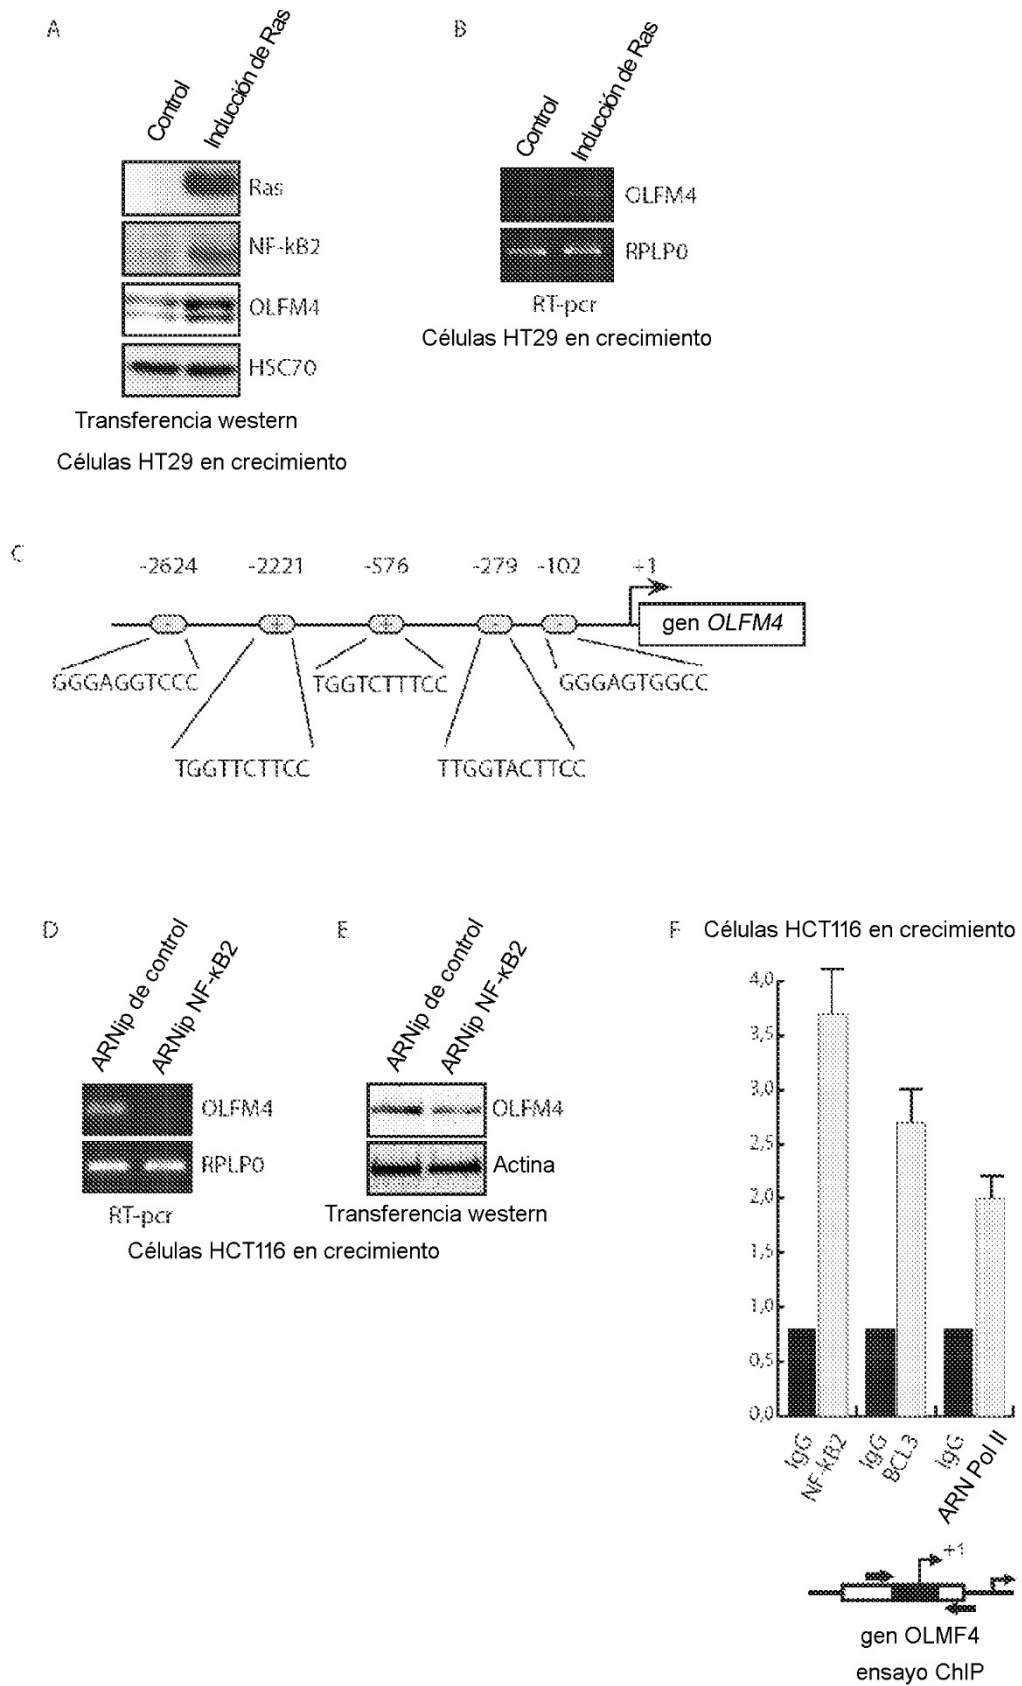 A
Control
Inducción de Ras
Ras
NF-kB2
OLFM4
HSC70
Transferencia western
Células HT29 en crecimiento
B
Control
Inducción de Ras
OLFM4
RPLP0
RT-pcr
Células HT29 en crecimiento
C
-2624 -2221 -576 -279 -102 +1
gen OLFM4
GGGAGGTCCC
TGGTCTTTCC
GGGAGTGGCC
TGGTTCTTCC
TTGGTACTTCC
D
ARNip de control
ARNip NF-κB2
OLFM4
RPLP0
RT-pcr
E
ARNip de control
ARNip NF-κB2
OLFM4
Actina
Transferencia western
Células HCT116 en crecimiento
F
Células HCT116 en crecimiento
4,0
3,5
3,0
2,5
2,0
1,5
1,0
0,5
0,0
IgG
NF-kB2
IgG
BCL3
IgG
ARN Pol II
+1
gen OLMF4
ensayo ChIP